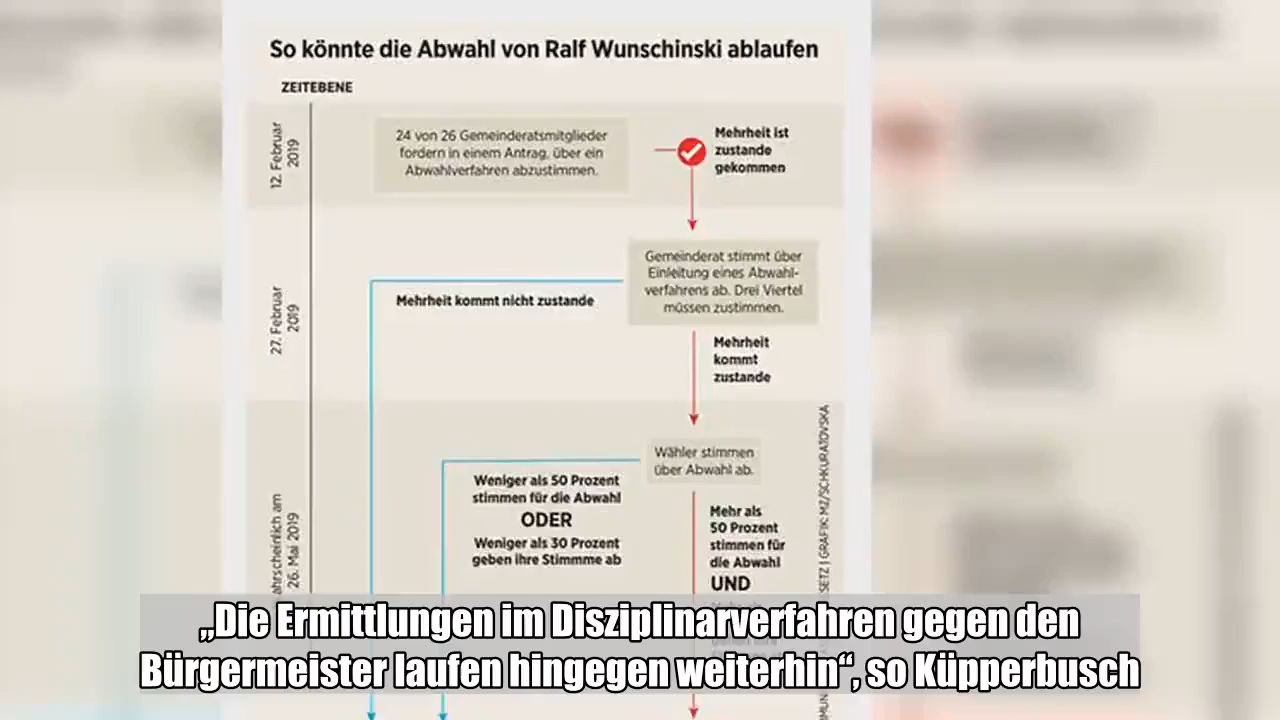 So könnte die Abwahl von Ralf Wunschinski ablaufen
ZEITEBENE
12. Februar
2019
24 von 26 Gemeinderatsmitglieder
fordern in einem Antrag, über ein
Abwahlverfahren abzustimmen.
Mehrheit ist
zustande
gekommen
27. Februar
2019
Gemeinderat stimmt über
Einleitung eines Abwahl-
verfahrens ab. Drei Viertel
müssen zustimmen.
Mehrheit kommt nicht zustande
Mehrheit
kommt
zustande
26. Mai 2019
Wähler stimmen
über Abwahl ab.
Weniger als 50 Prozent
stimmen für die Abwahl
ODER
Weniger als 30 Prozent
geben ihre Stimmme ab
Mehr als
50 Prozent
stimmen für
die Abwahl
UND
GRAFIK: MZ/SCHKURATOVSKA
„Die Ermittlungen im Disziplinarverfahren gegen den
Bürgermeister laufen hingegen weiterhin“, so Küpperbusch